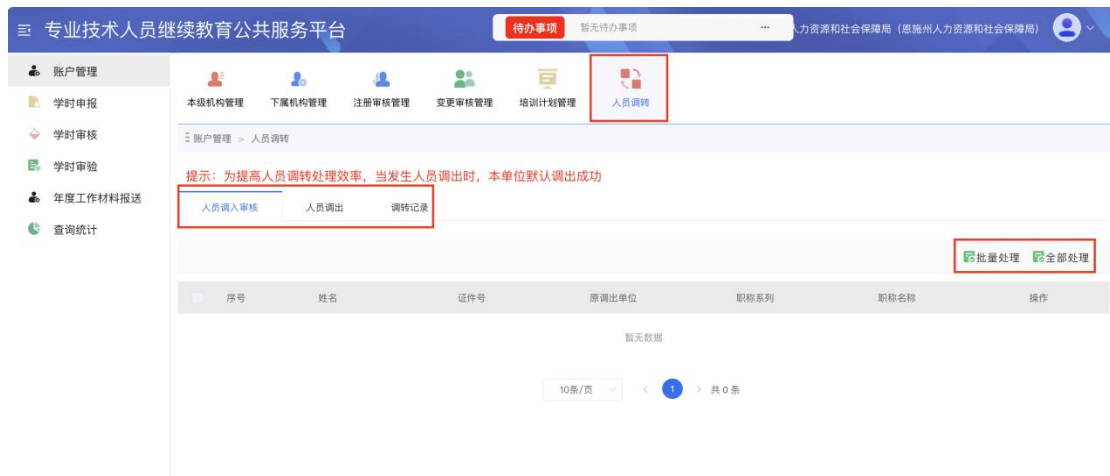 专业技术人员继续教育公共服务平台
待办事项 暂无待办事项 ...
人力资源和社会保障局（恩施州人力资源和社会保障局）
账户管理
学时申报
学时审核
学时审验
年度工作材料报送
查询统计
本级机构管理 下属机构管理 注册审核管理 变更审核管理 培训计划管理 人员调转
账户管理 > 人员调转
提示：为提高人员调转处理效率，当发生人员调出时，本单位默认调出成功
人员调入审核 人员调出 调转记录
批量处理 全部处理
序号 姓名 证件号 原调出单位 职称系列 职称名称 操作
暂无数据
10条/页 < 1 > 共 0 条